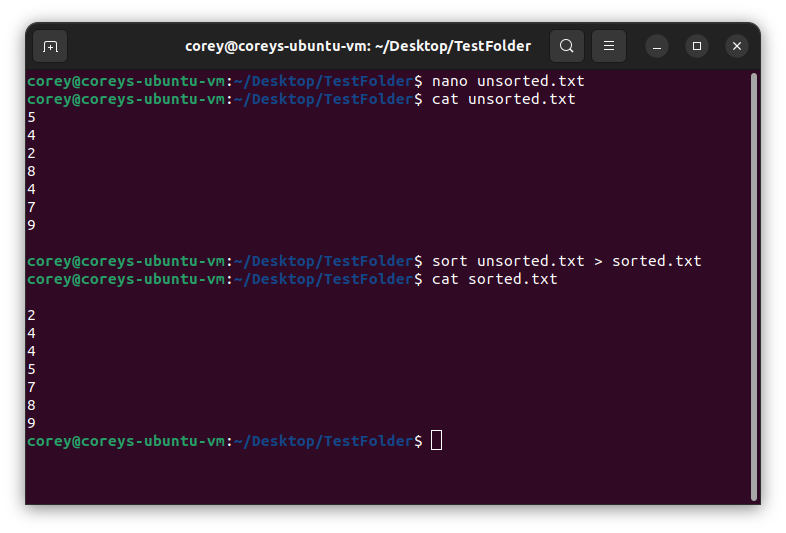 corey@coreys-ubuntu-vm: ~/Desktop/TestFolder
corey@coreys-ubuntu-vm:~/Desktop/TestFolder$ nano unsorted.txt
corey@coreys-ubuntu-vm:~/Desktop/TestFolder$ cat unsorted.txt
5
4
2
8
4
7
9

corey@coreys-ubuntu-vm:~/Desktop/TestFolder$ sort unsorted.txt > sorted.txt
corey@coreys-ubuntu-vm:~/Desktop/TestFolder$ cat sorted.txt

2
4
4
5
7
8
9
corey@coreys-ubuntu-vm:~/Desktop/TestFolder$